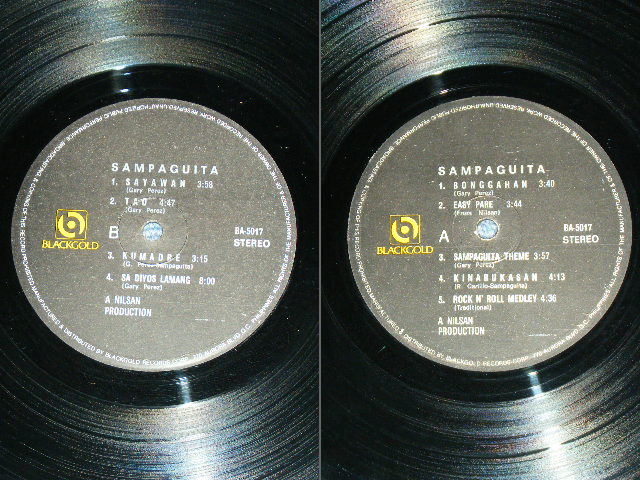 SAMPAGUITA
1. SAYAWAN 3:58
(Gary Perez)
2. TAO 4:47
(Gary Perez)
B
BA-5017
STEREO
BLACKGOLD
3. KUMADRE 3:15
(G. Perez-Sampaguita)
4. SA DIYOS LAMANG 8:00
(Gary Perez)
A NILSAN
PRODUCTION
SAMPAGUITA
1. BONGGAHAN 3:40
(Gary Perez)
2. EASY PARE 3:44
(From Nilsan)
A
BA-5017
STEREO
BLACKGOLD
3. SAMPAGUITA THEME 3:57
(Gary Perez)
4. KINABUKASAN 4:13
(R. Carillo-Sampaguita)
5. ROCK N' ROLL MEDLEY 4:36
(Traditional)
A NILSAN
PRODUCTION